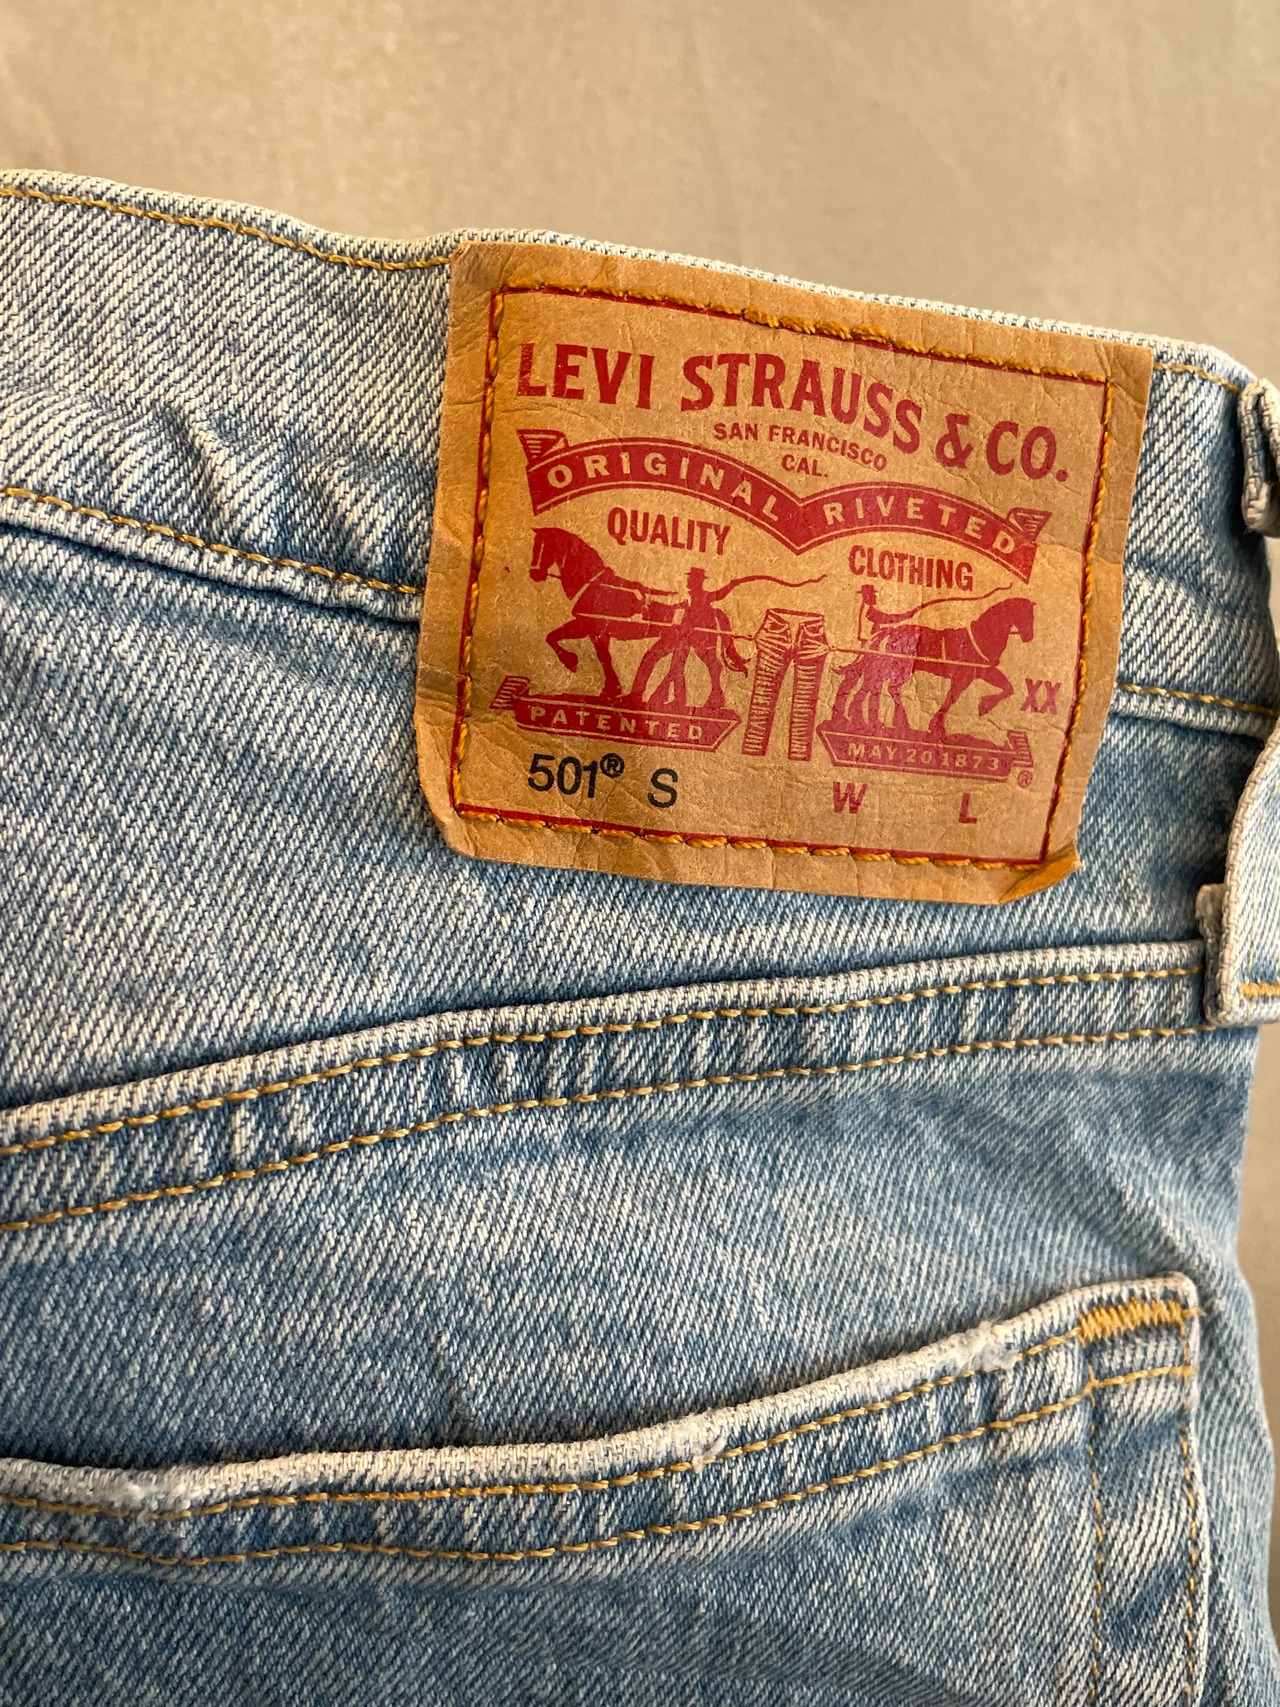 LEVI STRAUSS & CO.
SAN FRANCISCO
CAL.
ORIGINAL RIVETED
QUALITY CLOTHING
XX
PATENTED MAY 20 1873 ®
501® S W L